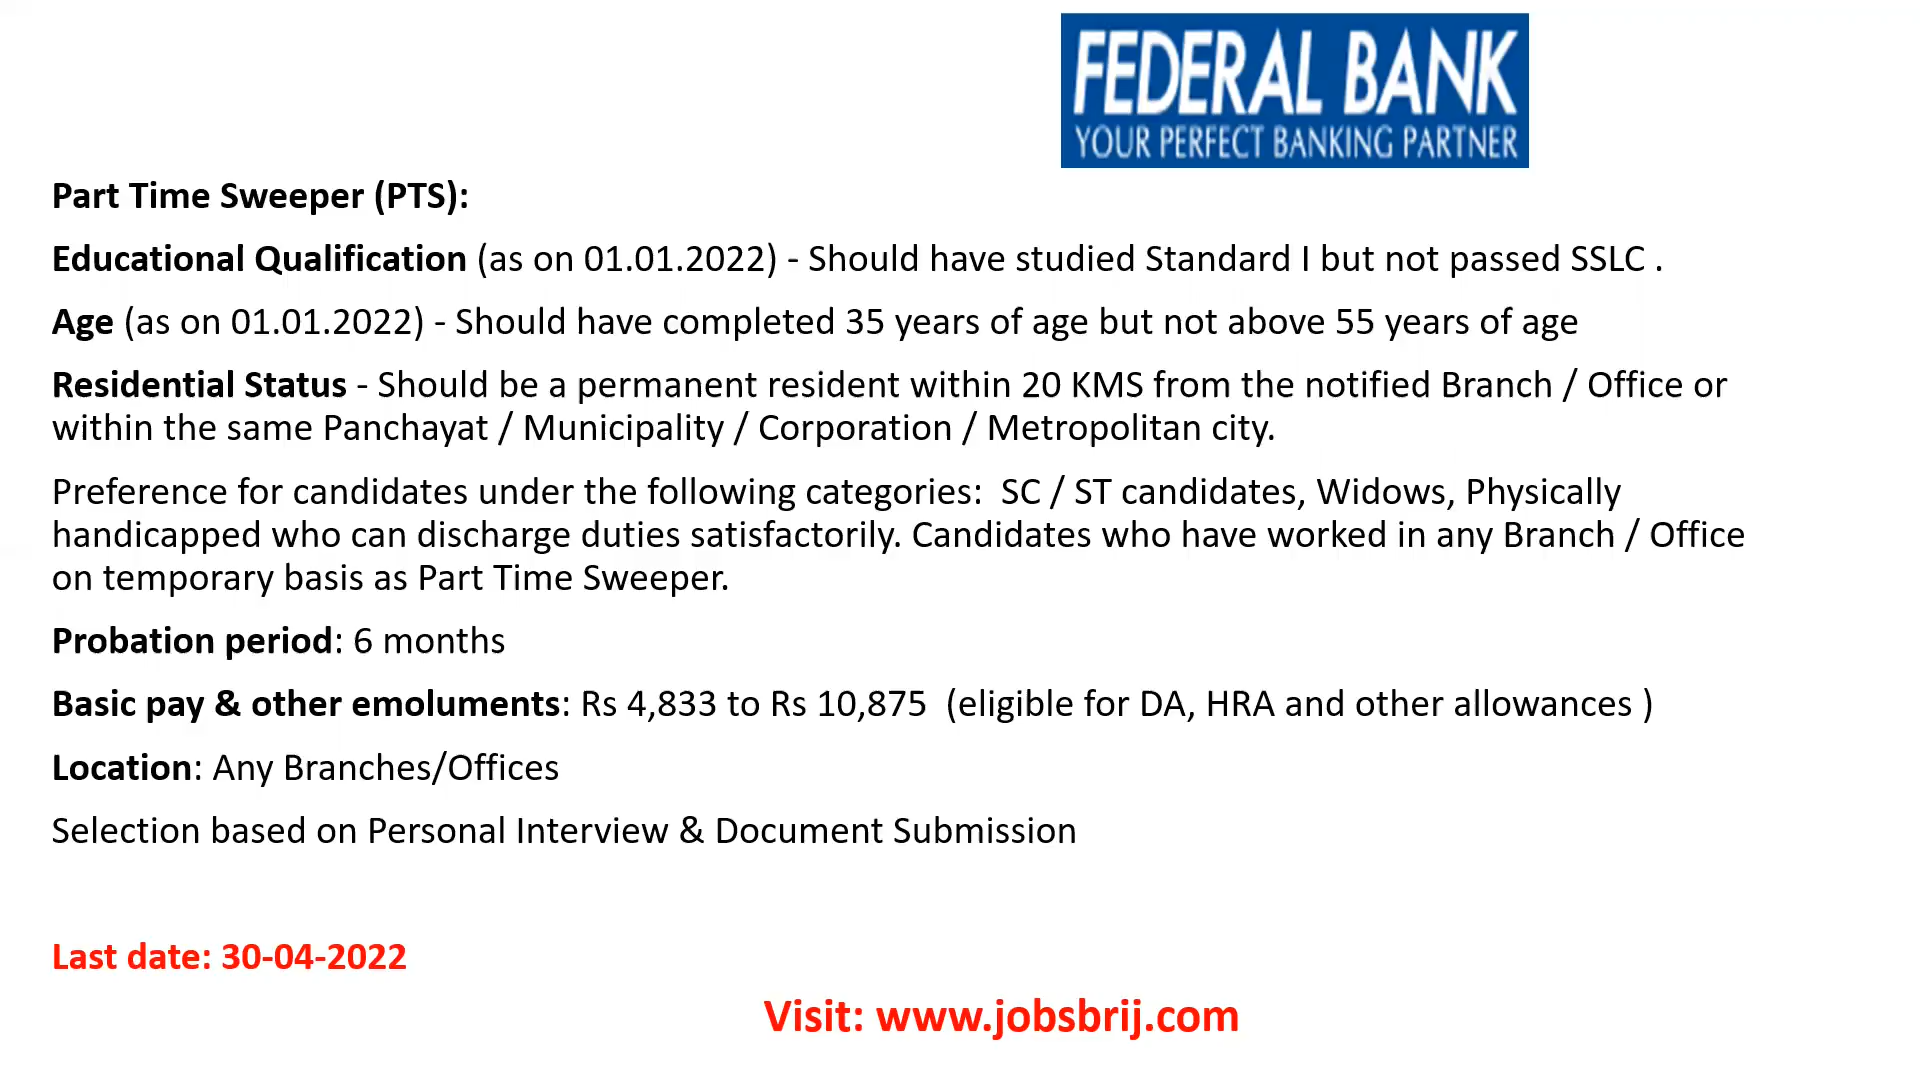 FEDERAL BANK
YOUR PERFECT BANKING PARTNER
Part Time Sweeper (PTS):
Educational Qualification (as on 01.01.2022) - Should have studied Standard I but not passed SSLC .
Age (as on 01.01.2022) - Should have completed 35 years of age but not above 55 years of age
Residential Status - Should be a permanent resident within 20 KMS from the notified Branch / Office or
within the same Panchayat / Municipality / Corporation / Metropolitan city.
Preference for candidates under the following categories:  SC / ST candidates, Widows, Physically
handicapped who can discharge duties satisfactorily. Candidates who have worked in any Branch / Office
on temporary basis as Part Time Sweeper.
Probation period: 6 months
Basic pay & other emoluments: Rs 4,833 to Rs 10,875  (eligible for DA, HRA and other allowances )
Location: Any Branches/Offices
Selection based on Personal Interview & Document Submission
Last date: 30-04-2022
Visit: www.jobsbrij.com